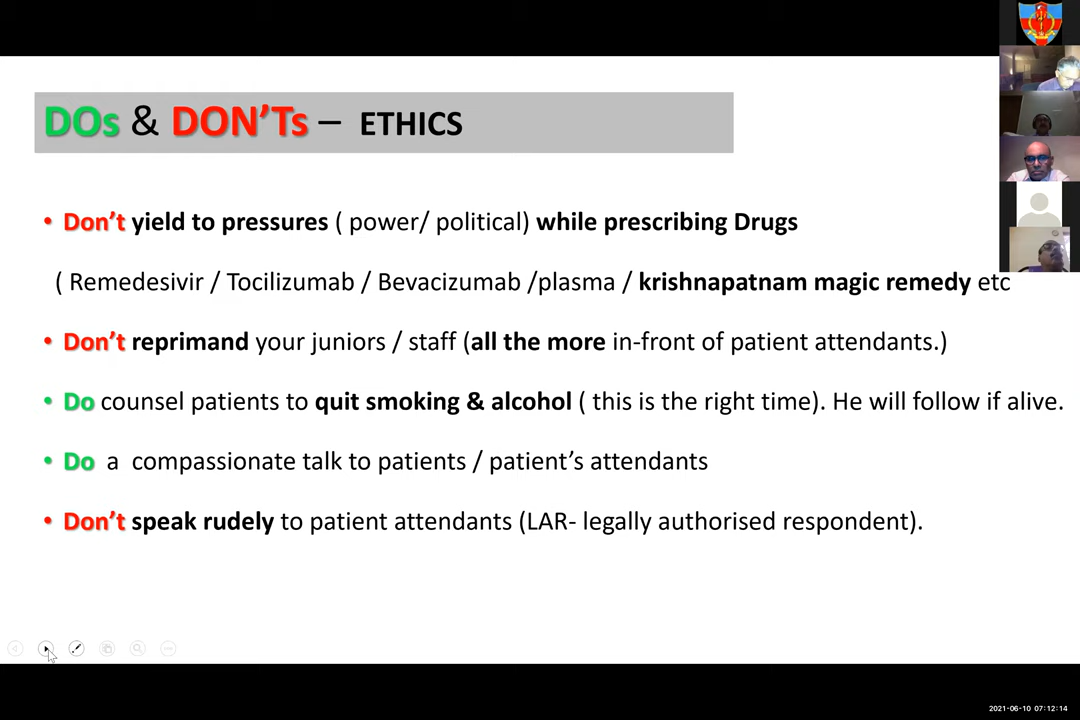 DOs & DON’Ts – ETHICS
• Don’t yield to pressures ( power/ political) while prescribing Drugs
( Remedesivir / Tocilizumab / Bevacizumab /plasma / krishnapatnam magic remedy etc
• Don’t reprimand your juniors / staff (all the more in-front of patient attendants.)
• Do counsel patients to quit smoking & alcohol ( this is the right time). He will follow if alive.
• Do a compassionate talk to patients / patient’s attendants
• Don’t speak rudely to patient attendants (LAR- legally authorised respondent).
2021-06-10 07:12:14